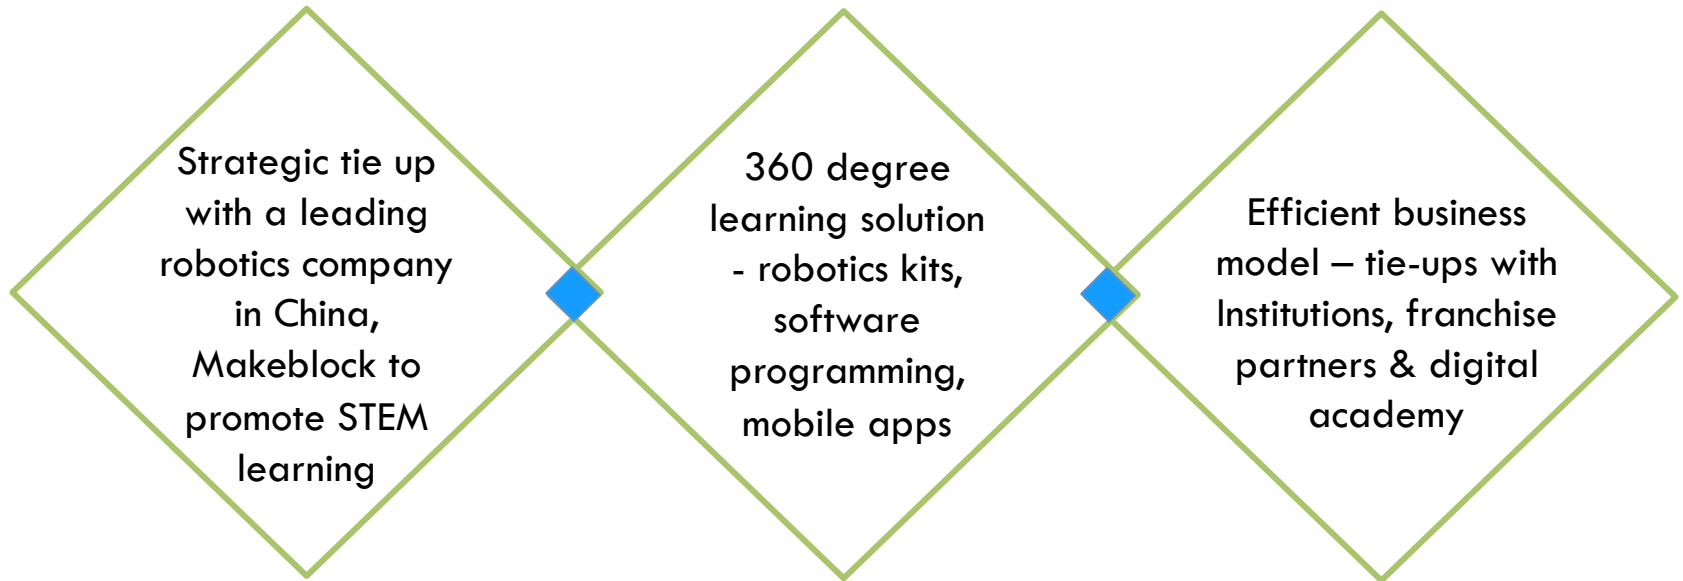 Strategic tie up
with a leading
robotics company
in China,
Makeblock to
promote STEM
learning
360 degree
learning solution
- robotics kits,
software
programming,
mobile apps
Efficient business
model – tie-ups with
Institutions, franchise
partners & digital
academy